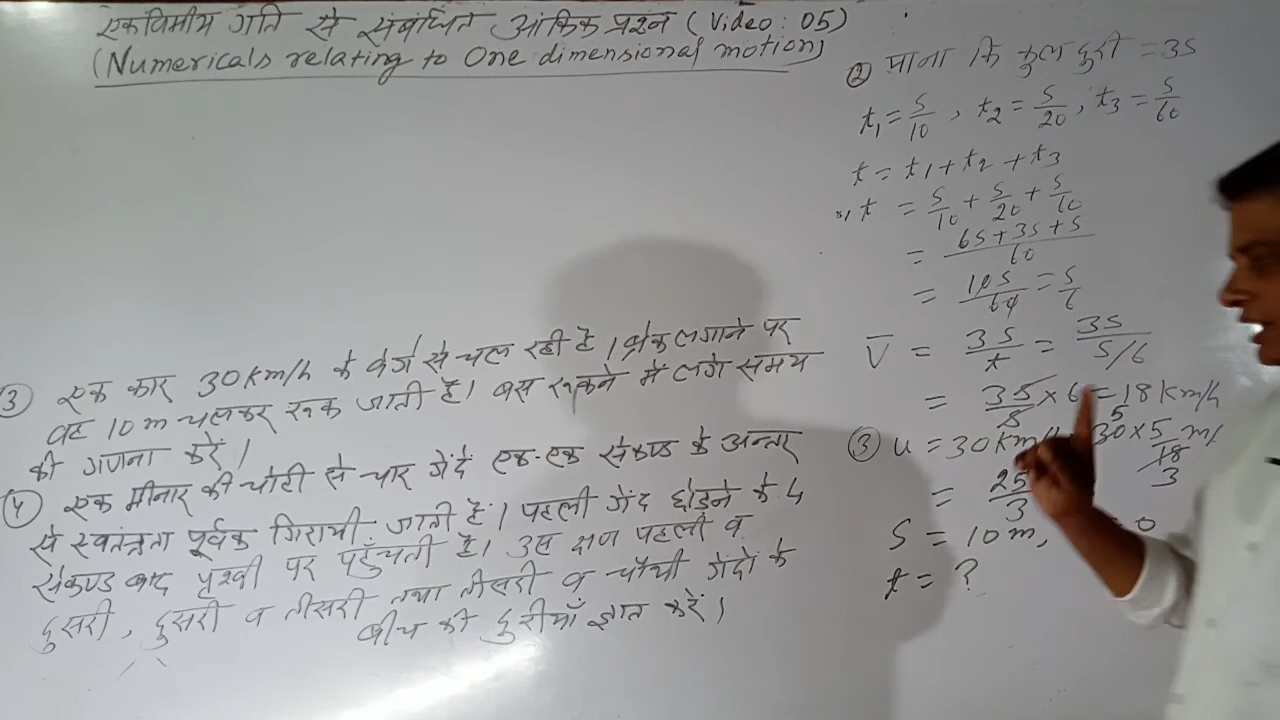 एकविमीय गति से संबंधित आंकिक प्रश्न (Video : 05)
(Numericals relating to One dimensional motion)
③ एक कार 30 Km/h के वेग से चल रही है। ब्रेक लगाने पर
वह 10 m चलकर रुक जाती है। बस रुकने में लगे समय
की गणना करें।
④ एक मीनार की चोटी से चार गेंदे एक-एक सेकण्ड के अन्तर
से स्वतंत्रता पूर्वक गिरायी जाती हैं। पहली गेंद छोड़ने के 4
सेकण्ड बाद पृथ्वी पर पहुँचती है। उस क्षण पहली व
दुसरी, दुसरी व तीसरी तथा तीसरी व चौथी गेंदों के
बीच की दुरीयाँ ज्ञात करें।
② माना कि कुल दुरी = 3S
t₁ = S/10, t₂ = S/20, t₃ = S/60
t = t₁ + t₂ + t₃
t = S/10 + S/20 + S/60
= 6S + 3S + S / 60
= 10S/60 = S/6
V̅ = 3S/t = 3S / S/6
= 3S/S × 6 = 18 Km/h
③ u = 30 Km/ 30 × 5/18 m/
5
3
= 25/3
S = 10 m, 0
t = ?